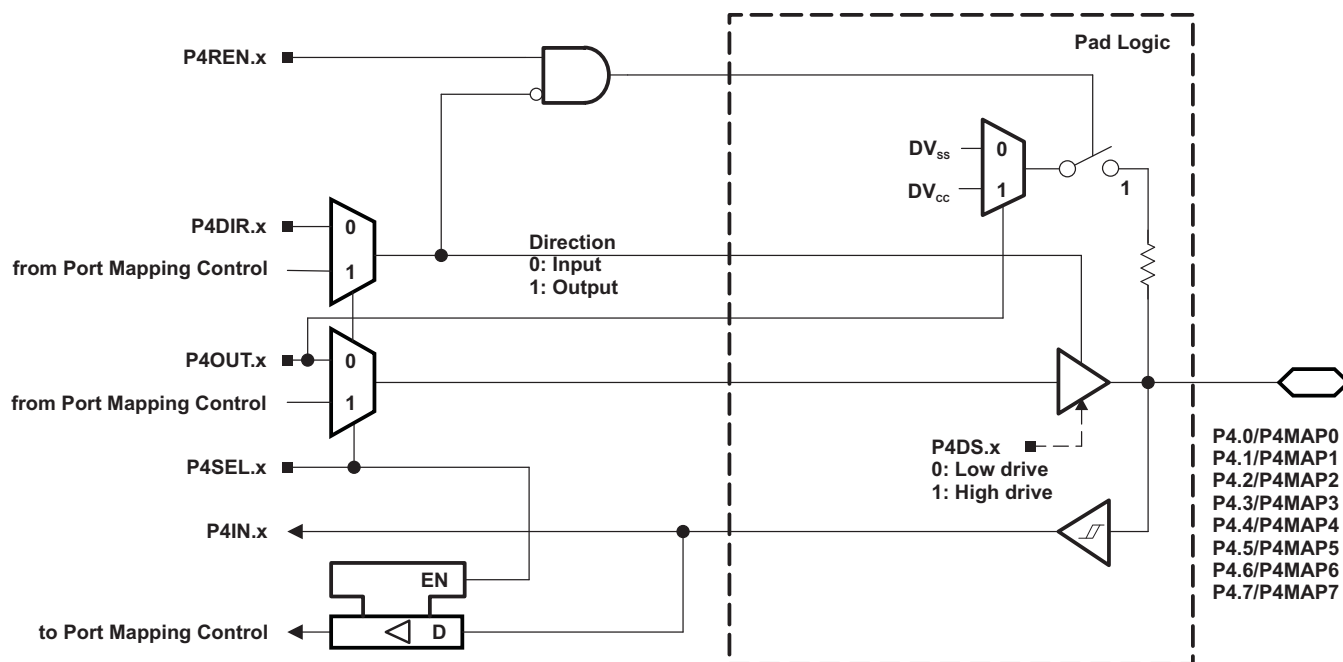 Pad Logic
P4REN.x
DVss
0
DVcc
1
1
P4DIR.x
0
from Port Mapping Control
1
Direction
0: Input
1: Output
P4OUT.x
0
from Port Mapping Control
1
P4DS.x
0: Low drive
1: High drive
P4SEL.x
P4IN.x
EN
to Port Mapping Control
D
P4.0/P4MAP0
P4.1/P4MAP1
P4.2/P4MAP2
P4.3/P4MAP3
P4.4/P4MAP4
P4.5/P4MAP5
P4.6/P4MAP6
P4.7/P4MAP7